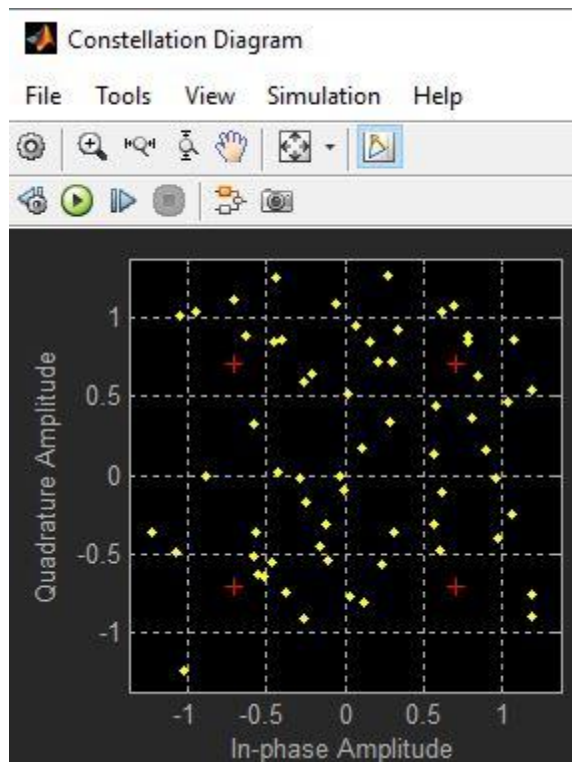 Constellation Diagram
File Tools View Simulation Help
1
0.5
0
-0.5
-1
Quadrature Amplitude
-1 -0.5 0 0.5 1
In-phase Amplitude